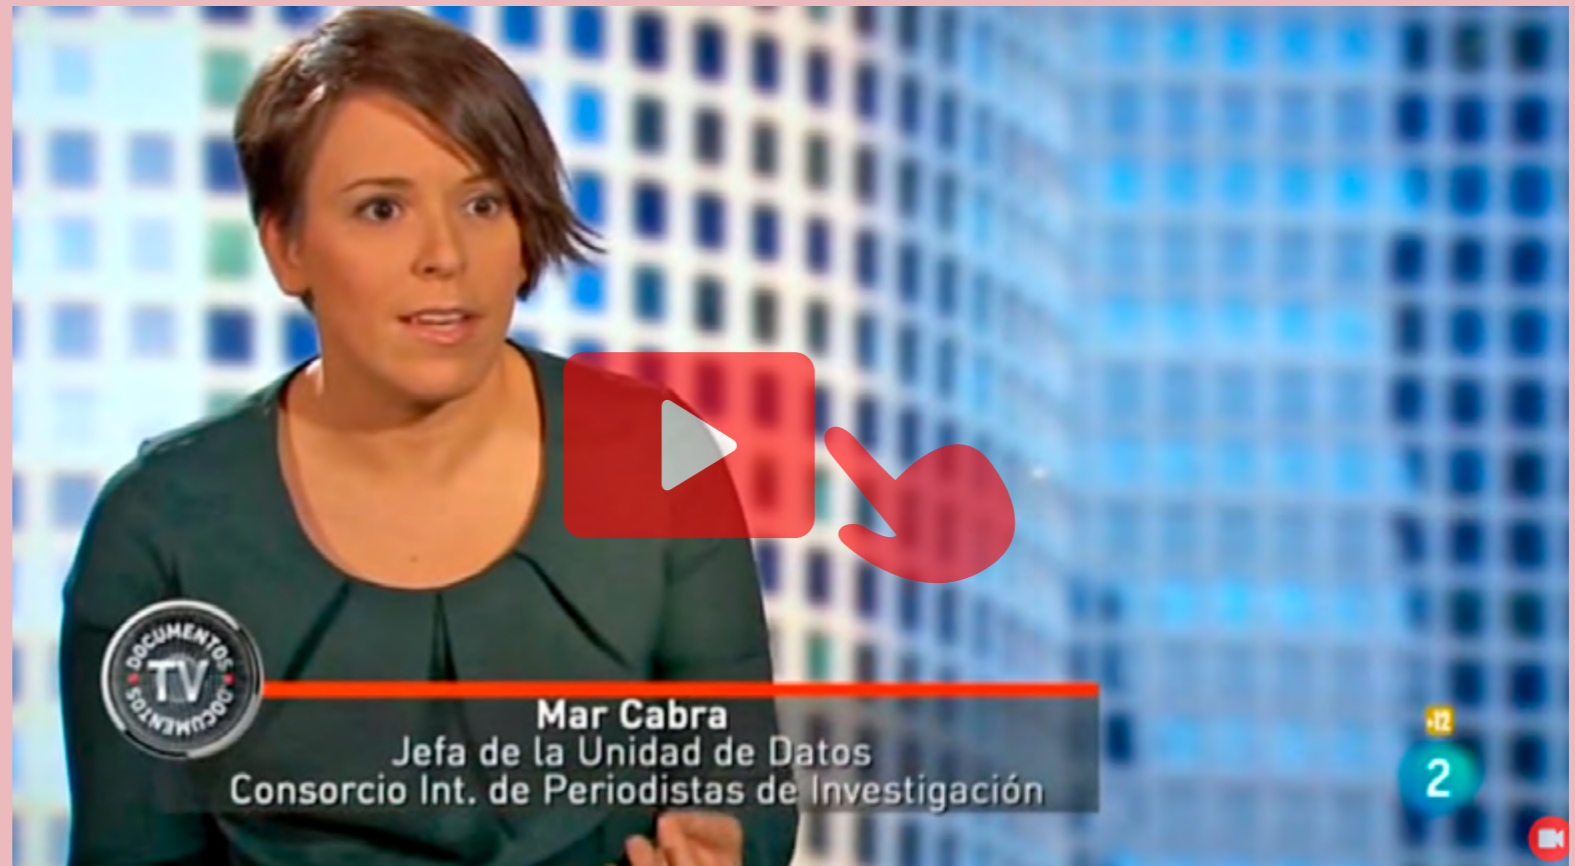 DOCUMENTOS
TV
DOCUMENTOS
Mar Cabra
Jefa de la Unidad de Datos
Consorcio Int. de Periodistas de Investigación
+12
2